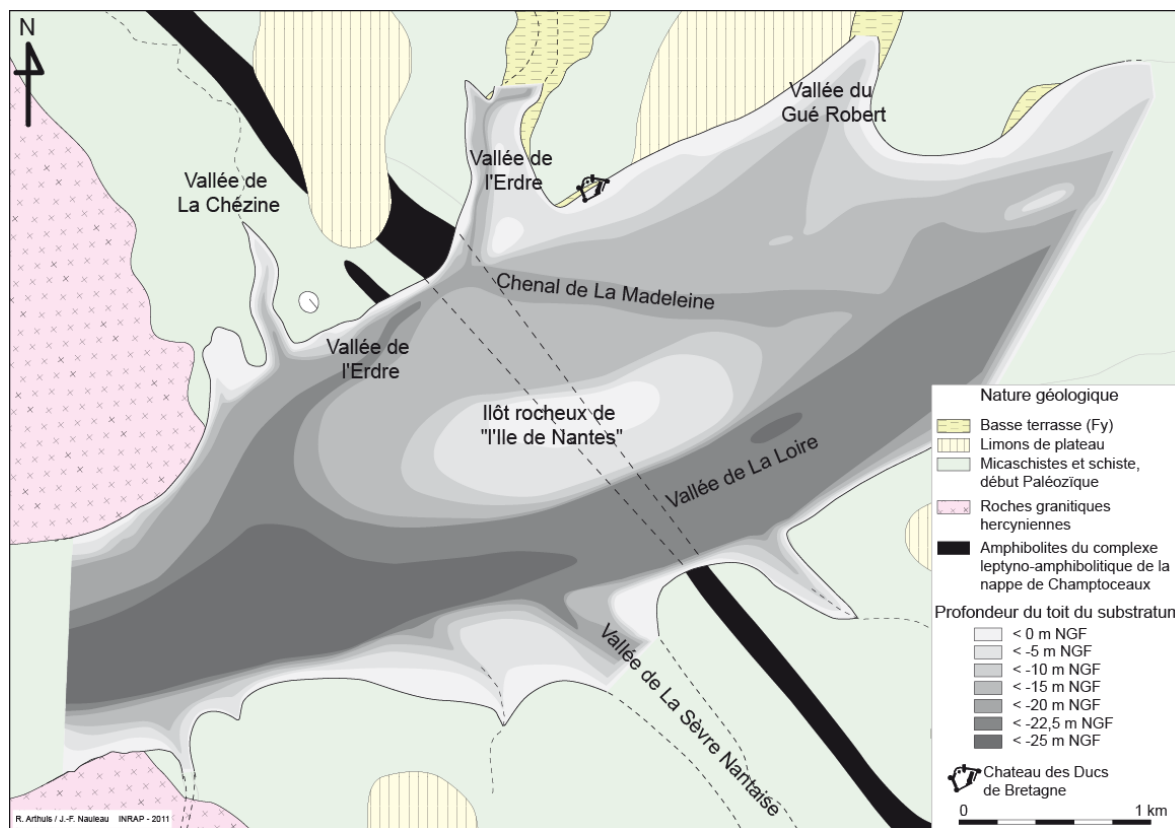 N
Vallée du
Gué Robert
Vallée de
l'Erdre
Vallée de
La Chézine
Chenal de La Madeleine
Vallée de
l'Erdre
Ilôt rocheux de
"l'Ile de Nantes"
Vallée de La Loire
Vallée de La Sèvre Nantaise
Nature géologique
Basse terrasse (Fy)
Limons de plateau
Micaschistes et schiste,
début Paléozïque
Roches granitiques
hercyniennes
Amphibolites du complexe
leptyno-amphibolitique de la
nappe de Champtoceaux
Profondeur du toit du substratun
< 0 m NGF
< -5 m NGF
< -10 m NGF
< -15 m NGF
< -20 m NGF
< -22,5 m NGF
< -25 m NGF
Chateau des Ducs
de Bretagne
0 1 km
R. Arthuis / J.-F. Nauleau INRAP - 2011